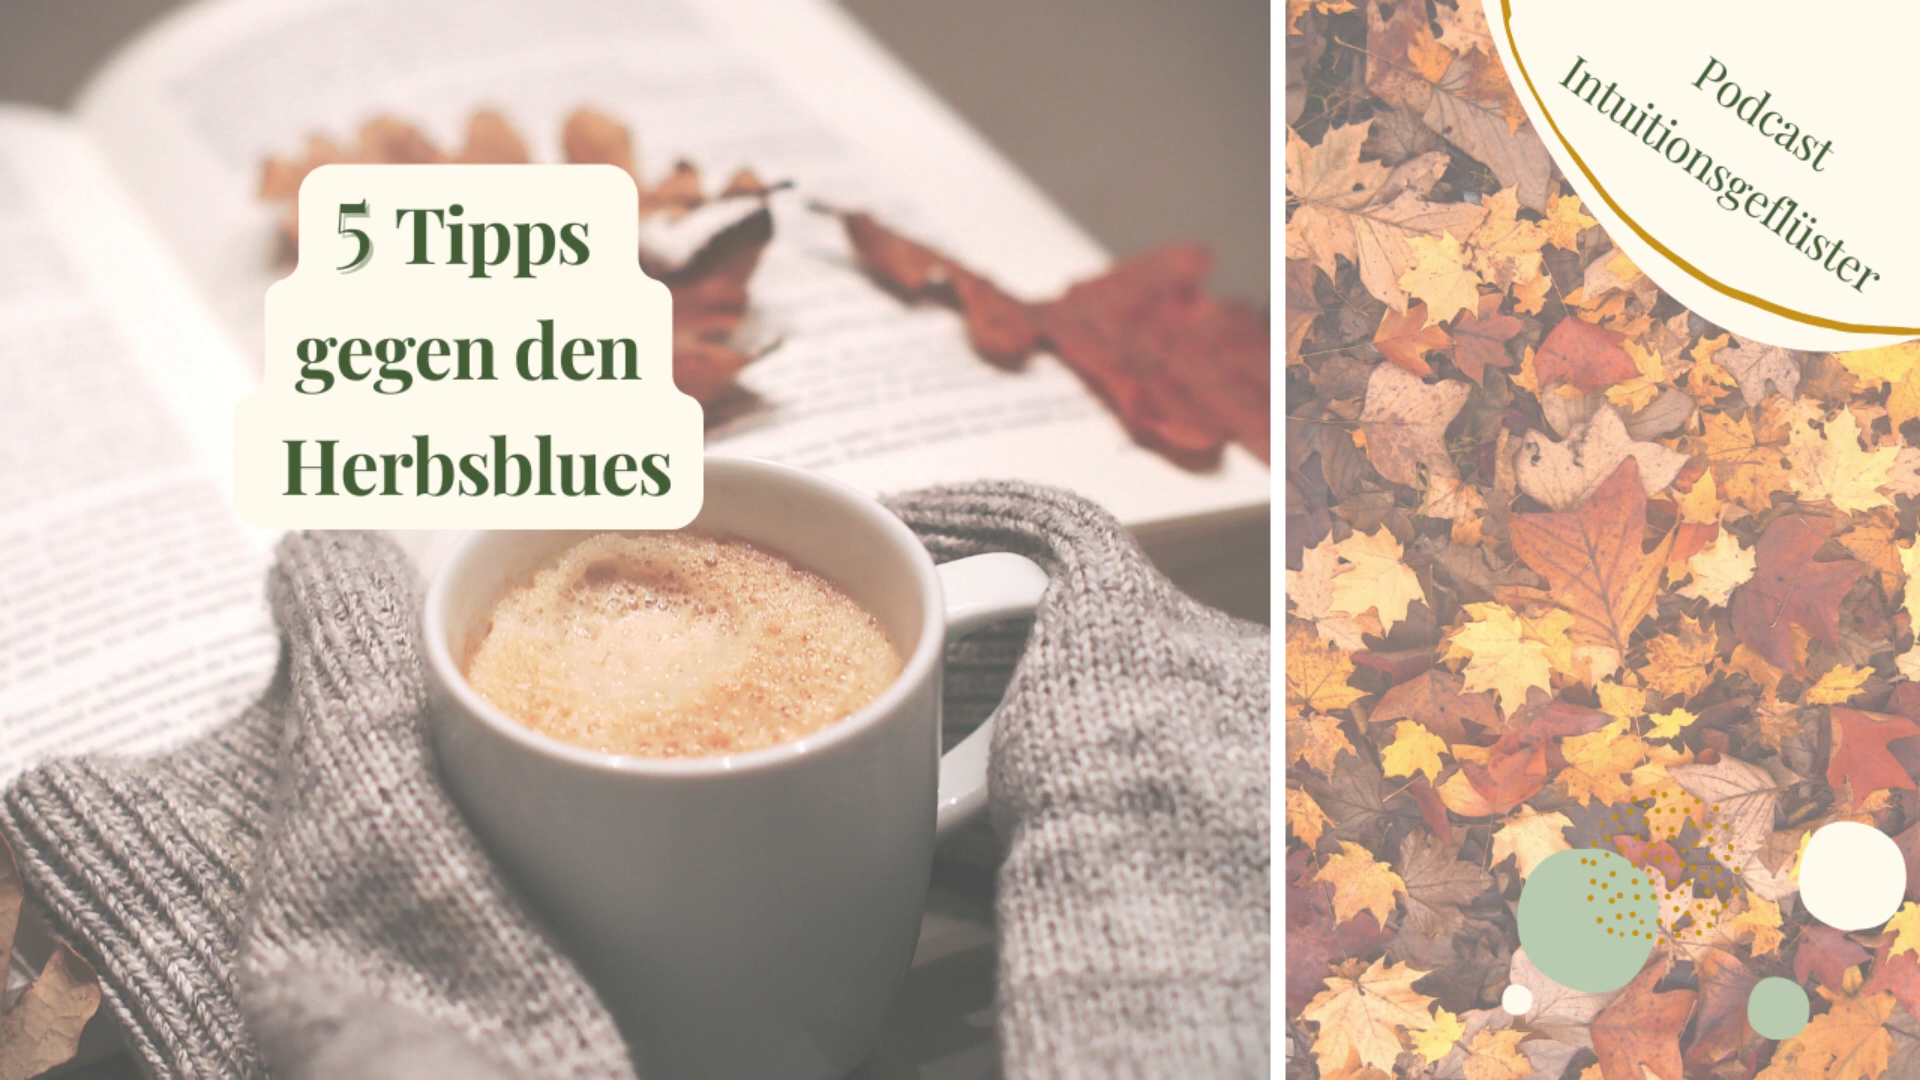 5 Tipps
gegen den
Herbsblues
Podcast
Intuitionsgeflüster